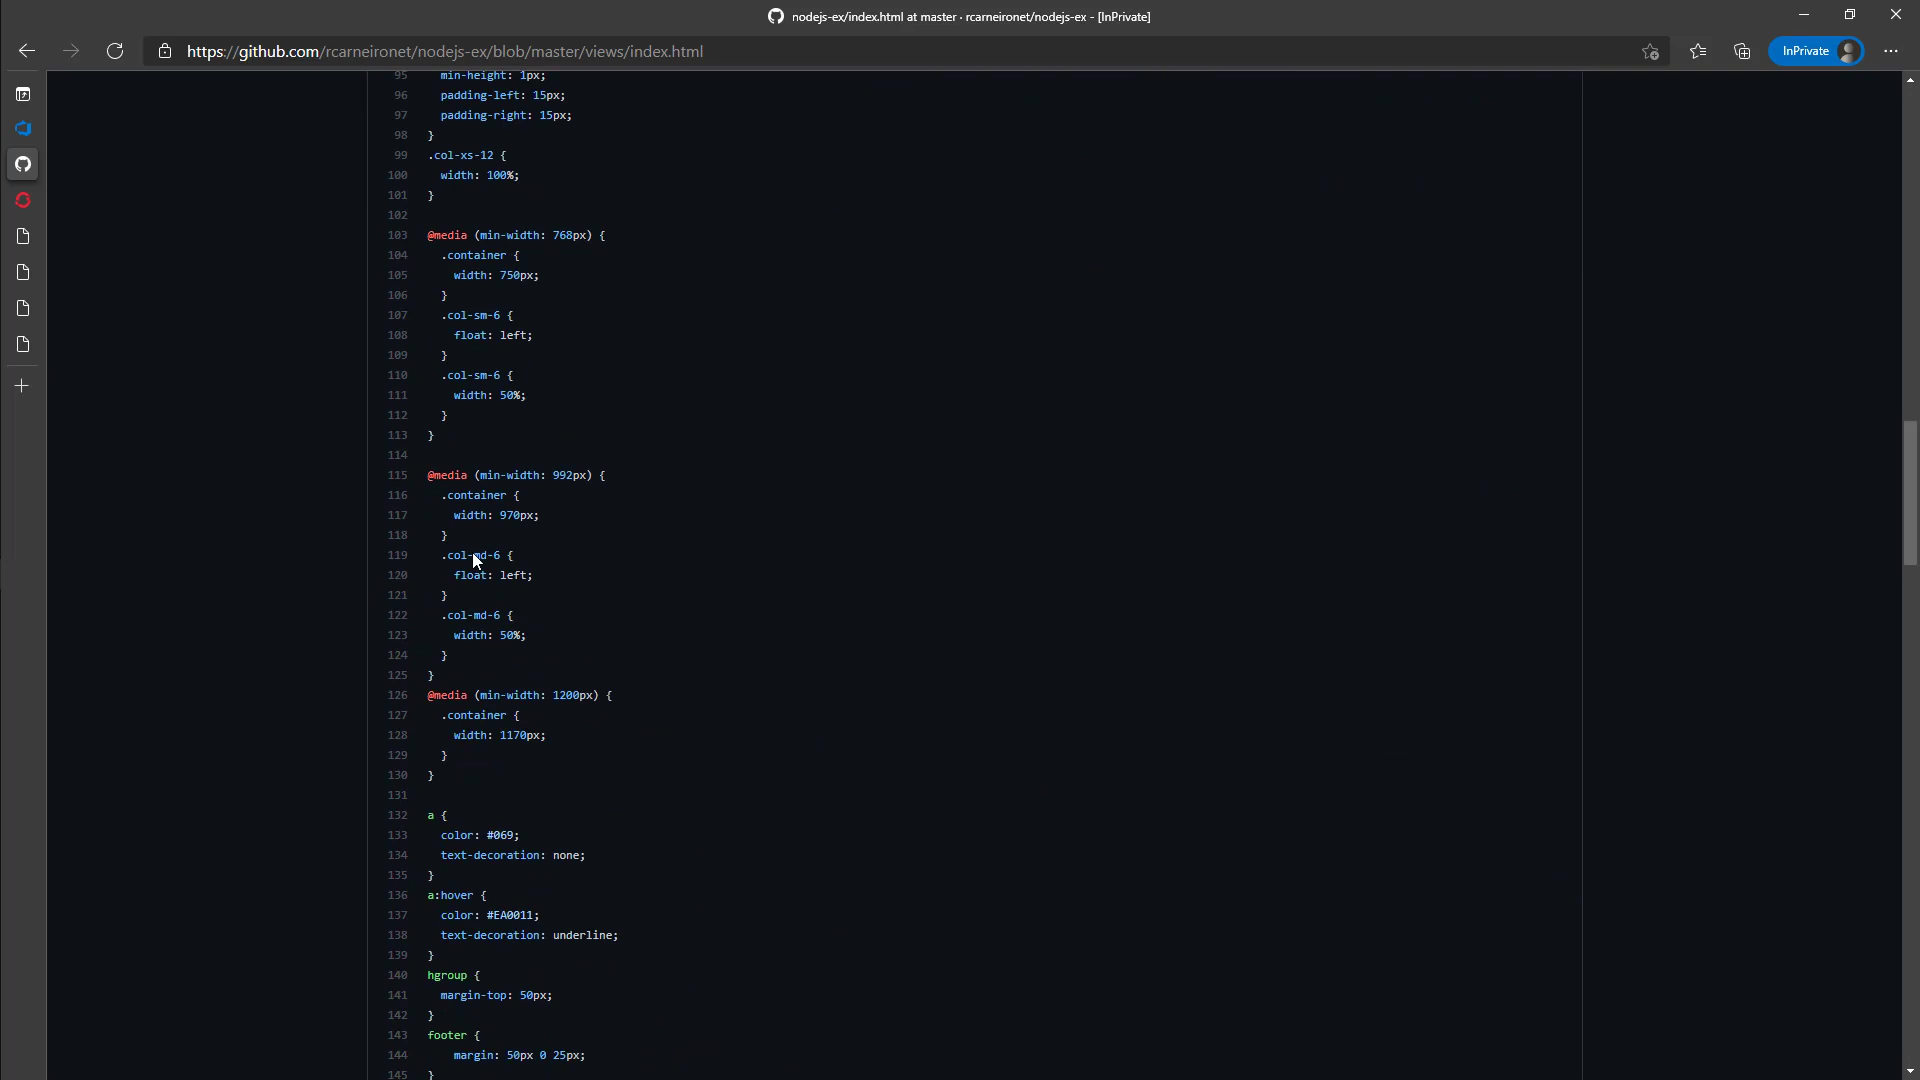 nodejs-ex/index.html at master · rcarneironet/nodejs-ex - [InPrivate]
https://github.com/rcarneironet/nodejs-ex/blob/master/views/index.html
InPrivate
95 min-height: 1px;
96 padding-left: 15px;
97 padding-right: 15px;
98 }
99 .col-xs-12 {
100 width: 100%;
101 }
102
103 @media (min-width: 768px) {
104 .container {
105 width: 750px;
106 }
107 .col-sm-6 {
108 float: left;
109 }
110 .col-sm-6 {
111 width: 50%;
112 }
113 }
114
115 @media (min-width: 992px) {
116 .container {
117 width: 970px;
118 }
119 .col-md-6 {
120 float: left;
121 }
122 .col-md-6 {
123 width: 50%;
124 }
125 }
126 @media (min-width: 1200px) {
127 .container {
128 width: 1170px;
129 }
130 }
131
132 a {
133 color: #069;
134 text-decoration: none;
135 }
136 a:hover {
137 color: #EA0011;
138 text-decoration: underline;
139 }
140 hgroup {
141 margin-top: 50px;
142 }
143 footer {
144 margin: 50px 0 25px;
145 }